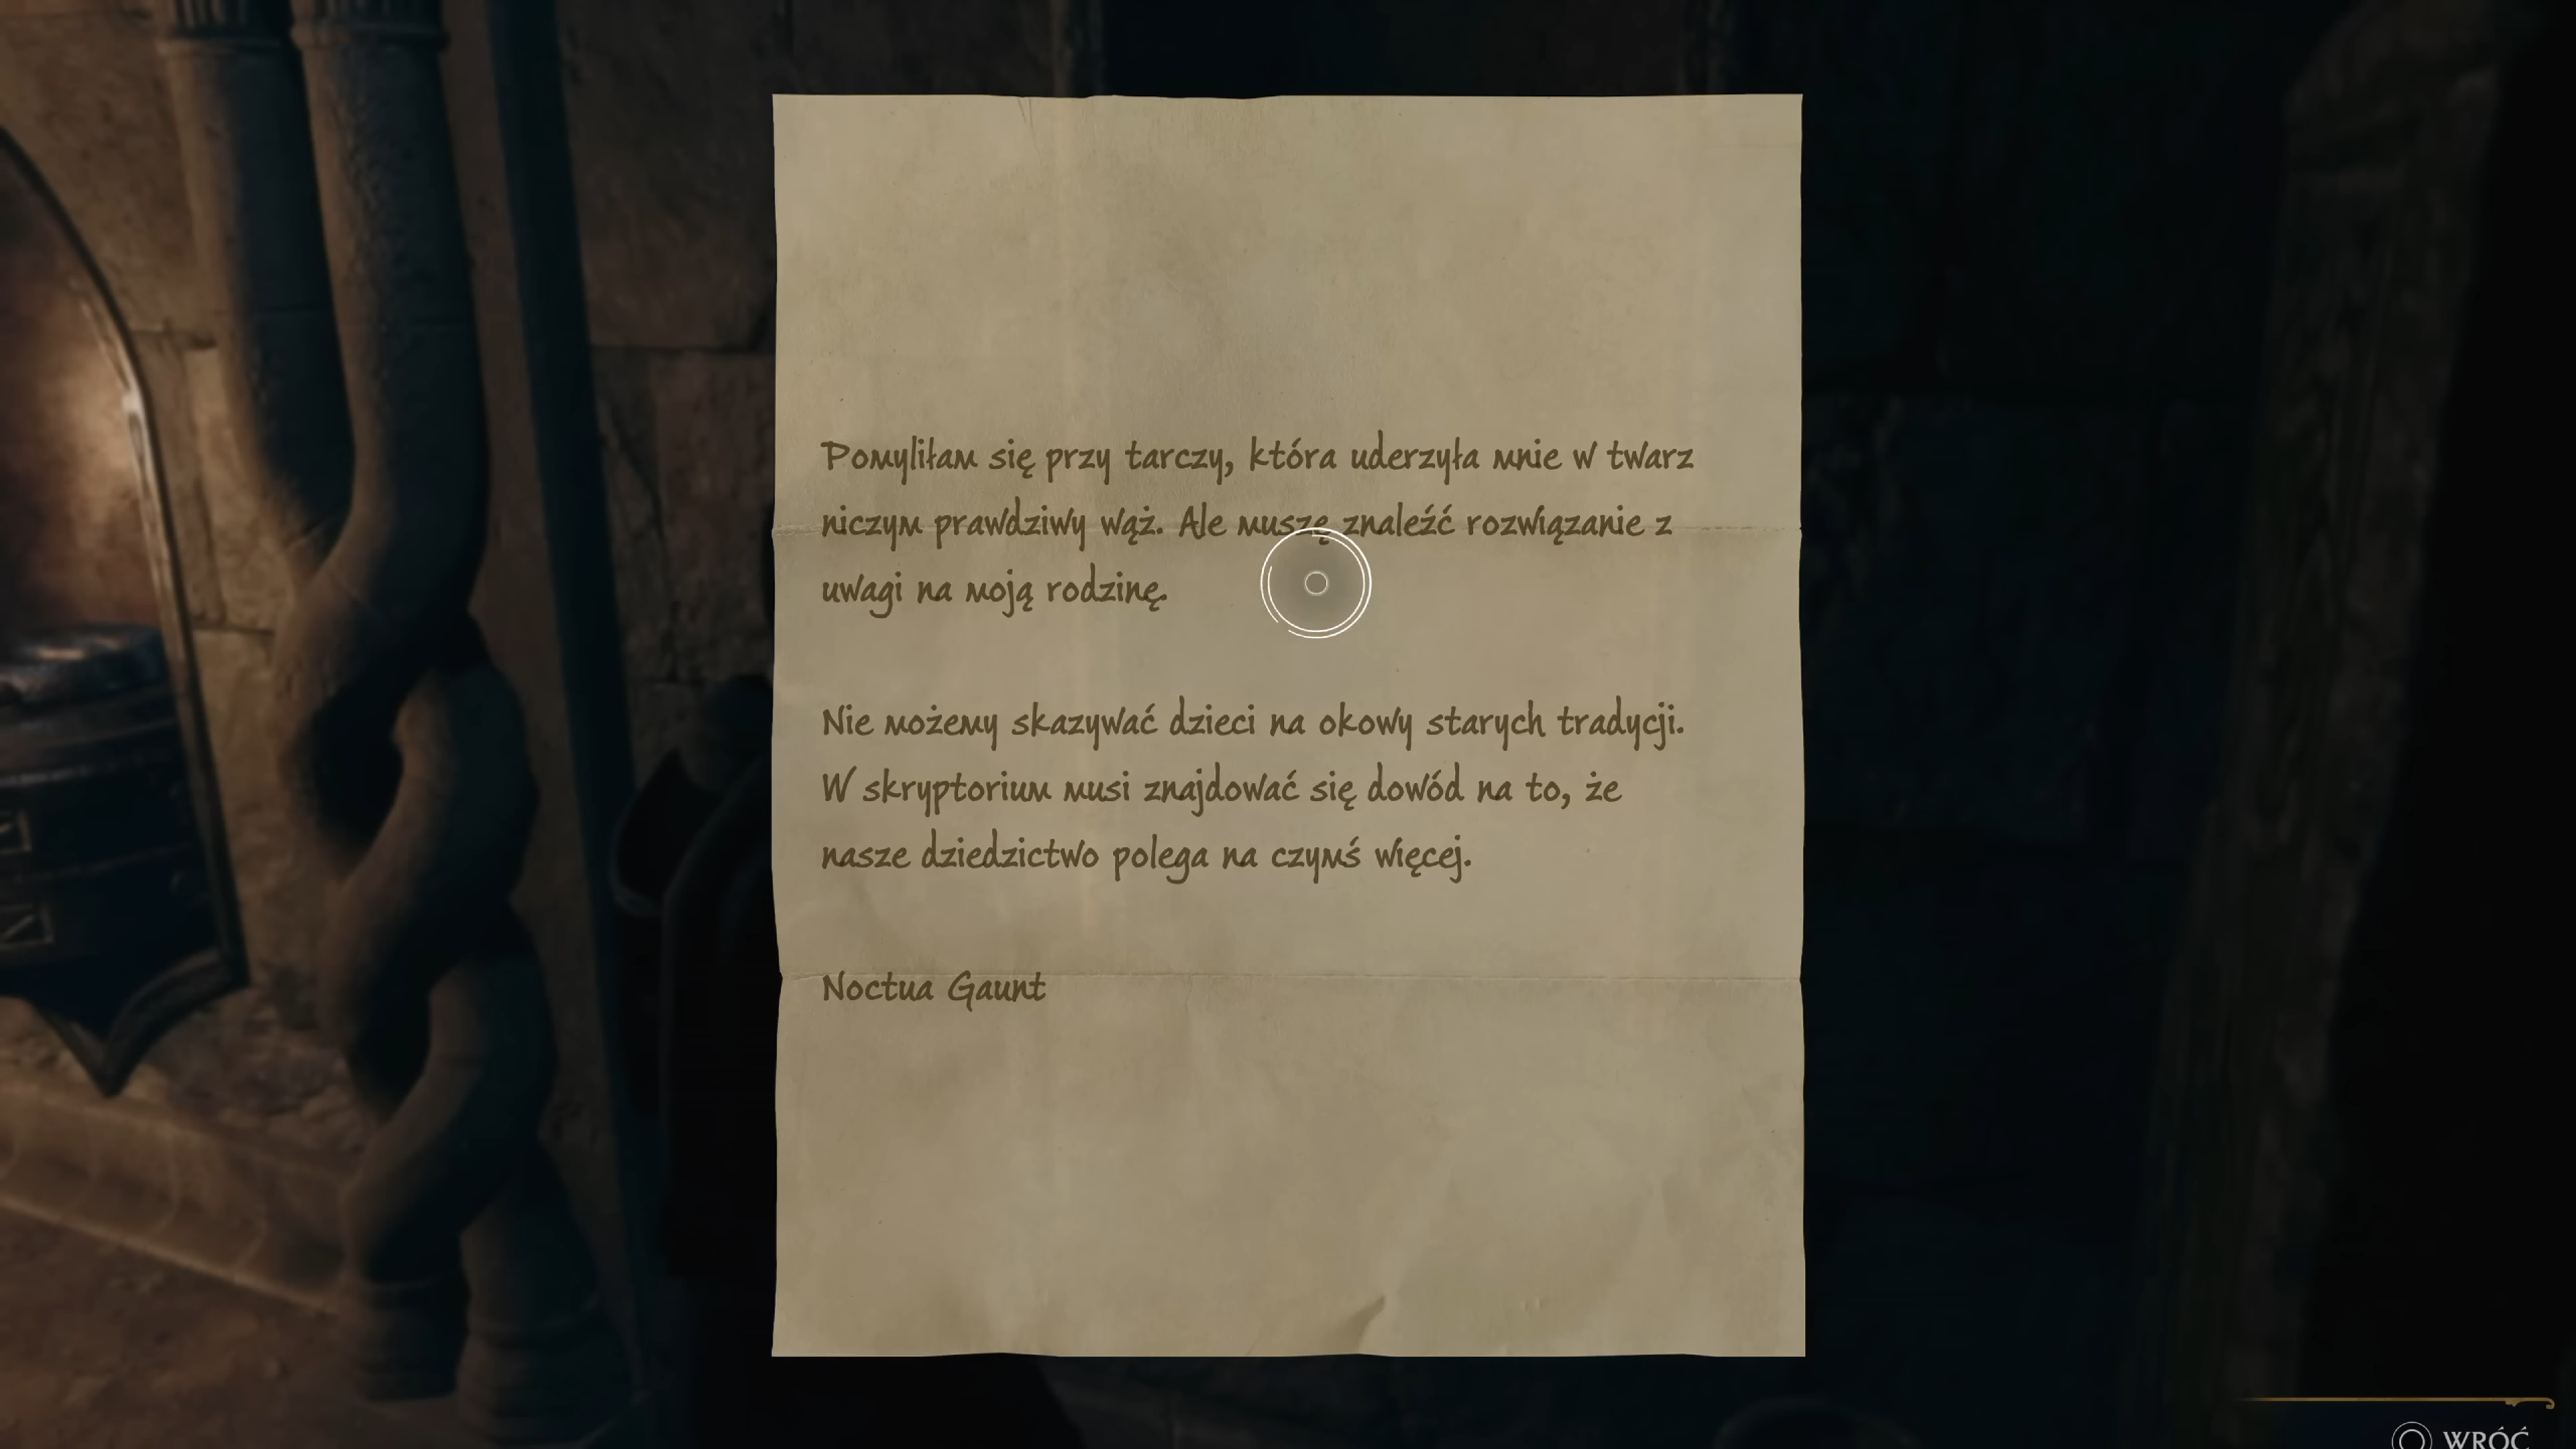 Pomyliłam się przy tarczy, która uderzyła mnie w twarz
niczym prawdziwy wąż. Ale muszę znaleźć rozwiązanie z
uwagi na moją rodzinę.
Nie możemy skazywać dzieci na okowy starych tradycji.
W skryptorium musi znajdować się dowód na to, że
nasze dziedzictwo polega na czymś więcej.
Noctua Gaunt
WRÓĆ